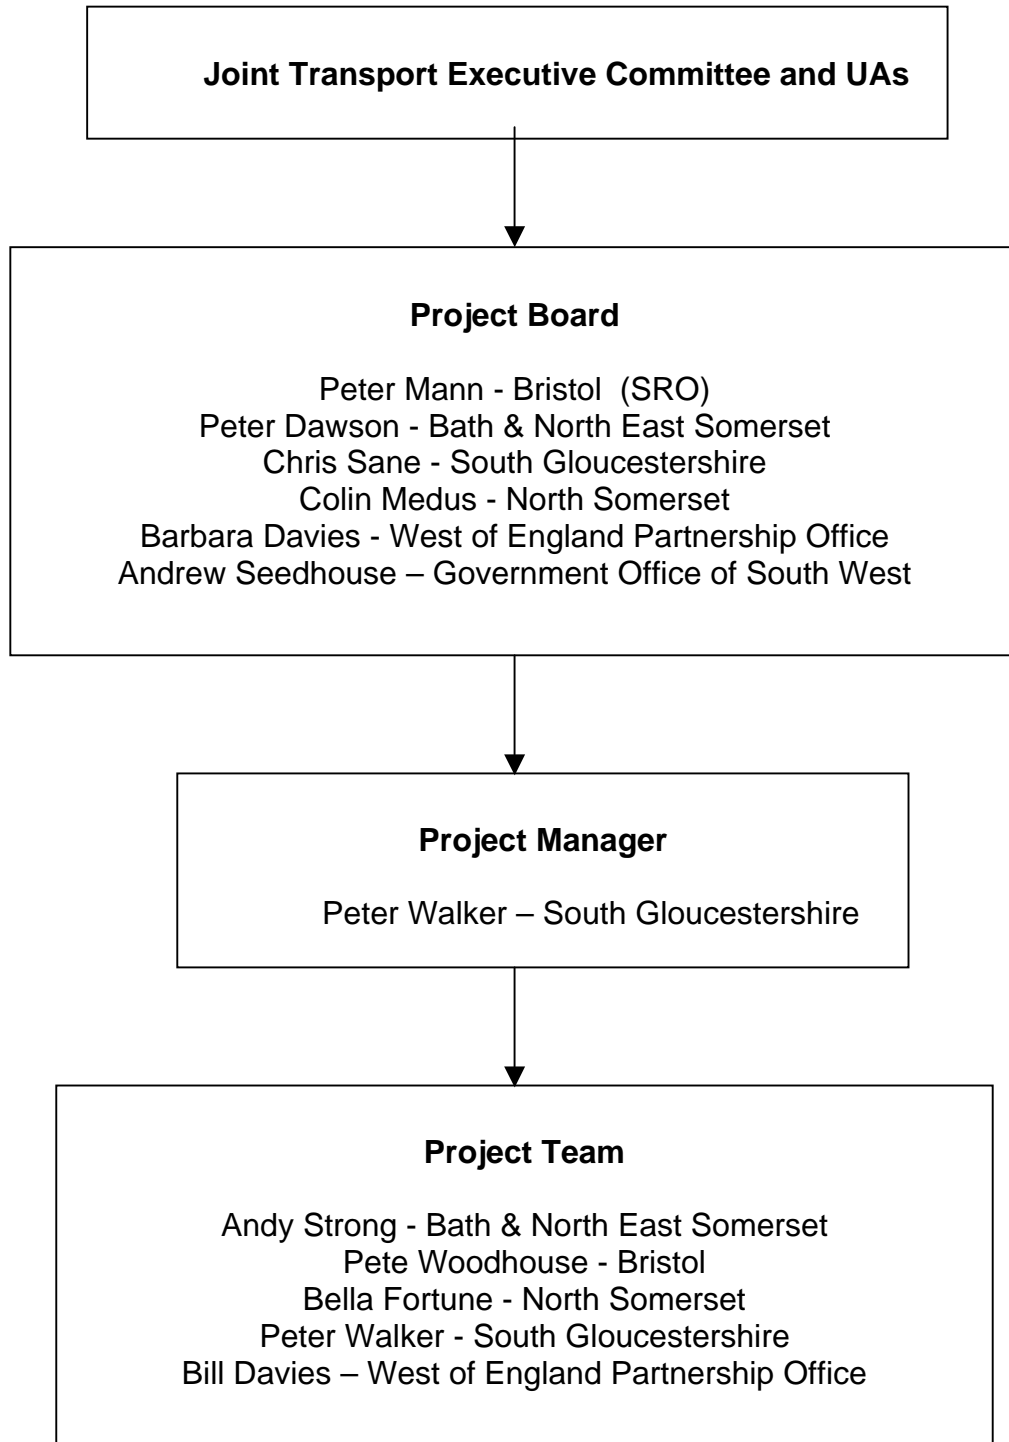 Joint Transport Executive Committee and UAs
Project Board
Peter Mann - Bristol  (SRO)
Peter Dawson - Bath & North East Somerset
Chris Sane - South Gloucestershire
Colin Medus - North Somerset
Barbara Davies - West of England Partnership Office
Andrew Seedhouse – Government Office of South West
Project Manager
Peter Walker – South Gloucestershire
Project Team
Andy Strong - Bath & North East Somerset
Pete Woodhouse - Bristol
Bella Fortune - North Somerset
Peter Walker - South Gloucestershire
Bill Davies – West of England Partnership Office